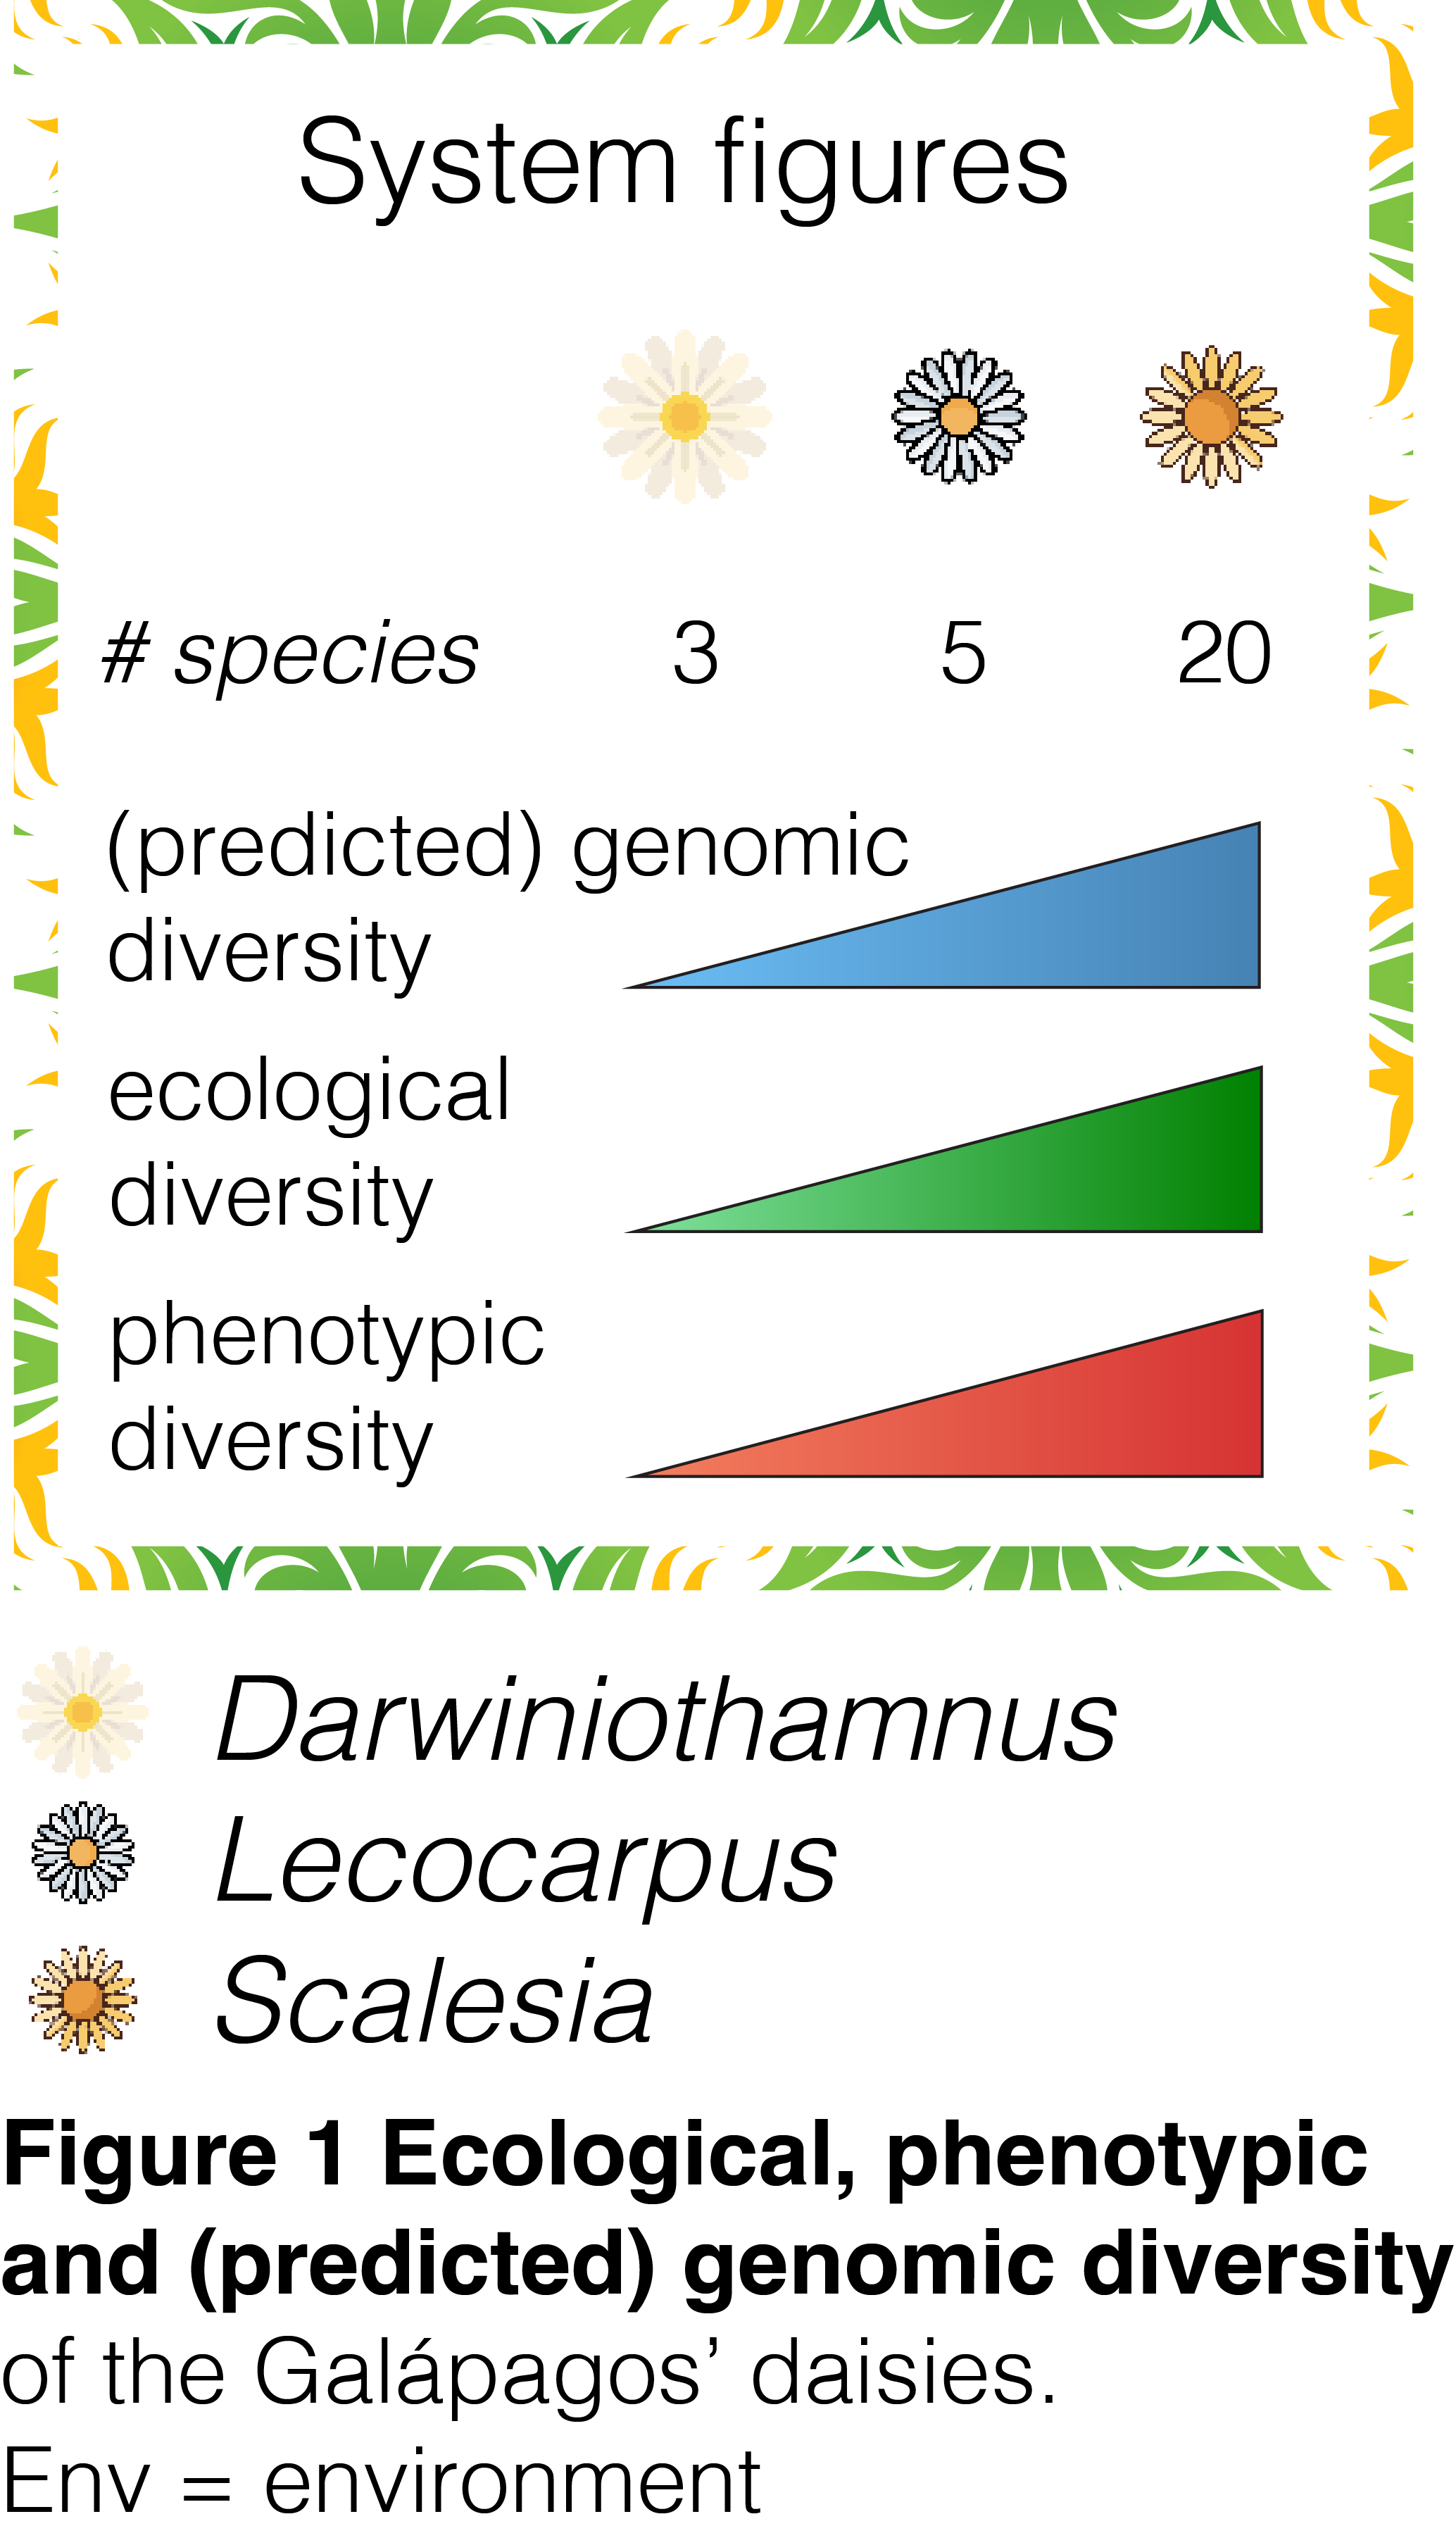 System figures
# species 3 5 20
(predicted) genomic
diversity
ecological
diversity
phenotypic
diversity
Darwiniothamnus
Lecocarpus
Scalesia
Figure 1 Ecological, phenotypic
and (predicted) genomic diversity
of the Galápagos’ daisies.
Env = environment